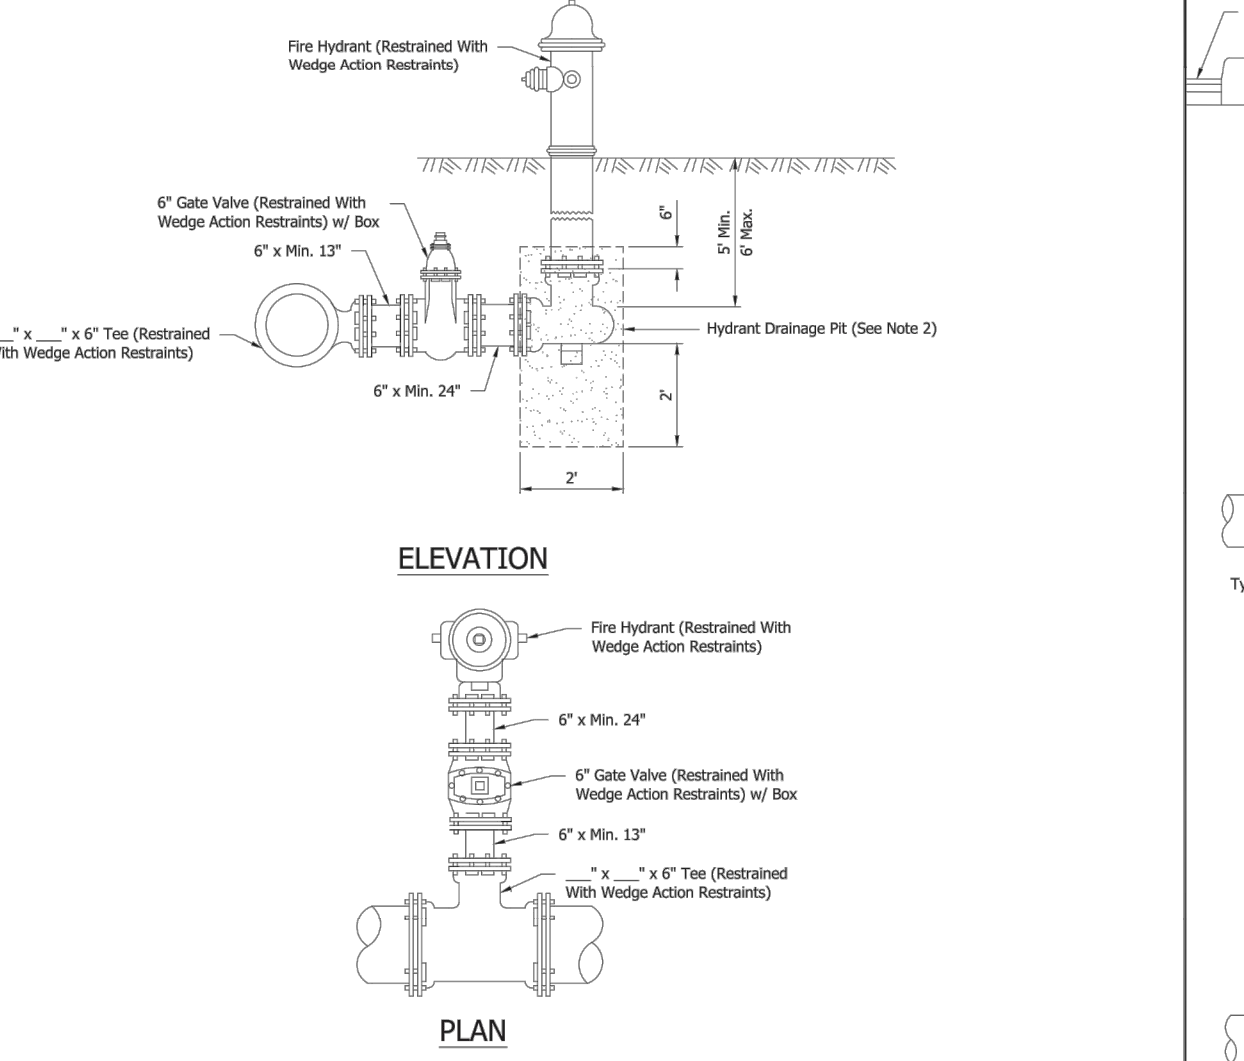 Fire Hydrant (Restrained With
Wedge Action Restraints)
6" Gate Valve (Restrained With
Wedge Action Restraints) w/ Box
6" x Min. 13"
6"
5' Min.
6' Max.
__" x ___" x 6" Tee (Restrained
With Wedge Action Restraints)
Hydrant Drainage Pit (See Note 2)
6" x Min. 24"
2'
2'
ELEVATION
Fire Hydrant (Restrained With
Wedge Action Restraints)
6" x Min. 24"
6" Gate Valve (Restrained With
Wedge Action Restraints) w/ Box
6" x Min. 13"
___" x ___" x 6" Tee (Restrained
With Wedge Action Restraints)
PLAN